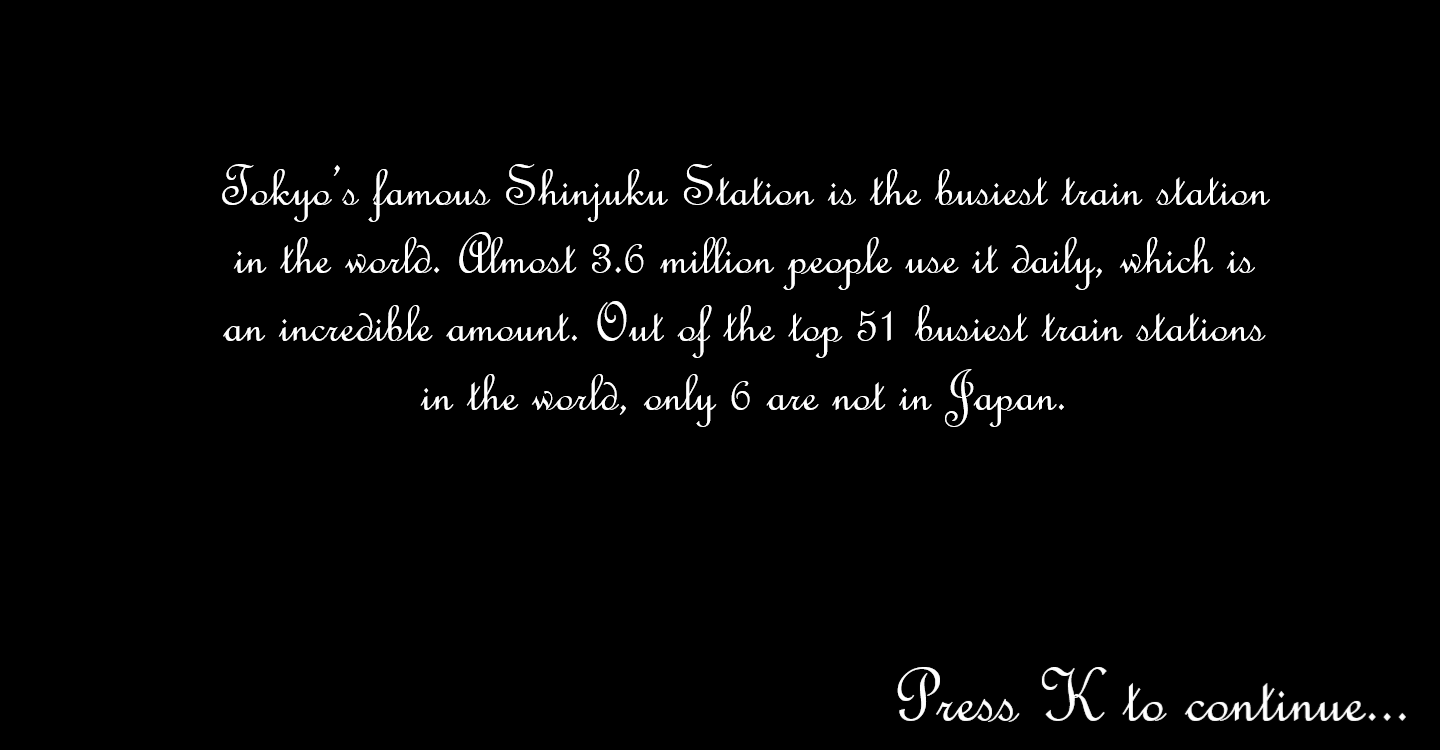 Tokyo's famous Shinjuku Station is the busiest train station
in the world. Almost 3.6 million people use it daily, which is
an incredible amount. Out of the top 51 busiest train stations
in the world, only 6 are not in Japan.
Press K to continue...